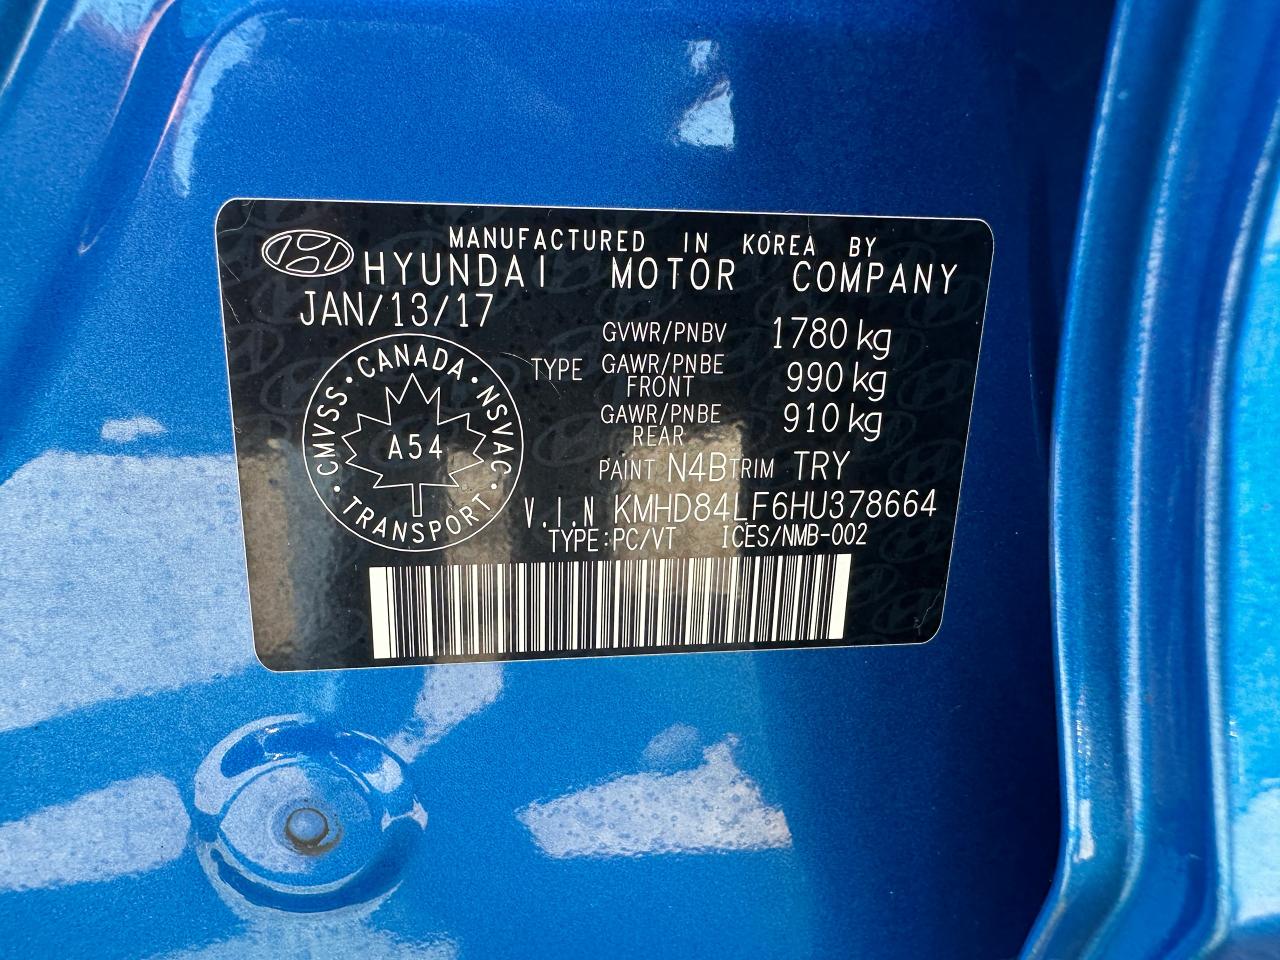 MANUFACTURED IN KOREA BY
HYUNDAI MOTOR COMPANY
JAN/13/17
GVWR/PNBV 1780 kg
TYPE GAWR/PNBE FRONT 990 kg
GAWR/PNBE REAR 910 kg
PAINT N4B TRIM TRY
V.I.N KMHD84LF6HU378664
TYPE:PC/VT ICES/NMB-002
CMVSS • CANADA • NSVAC • TRANSPORT •
A54